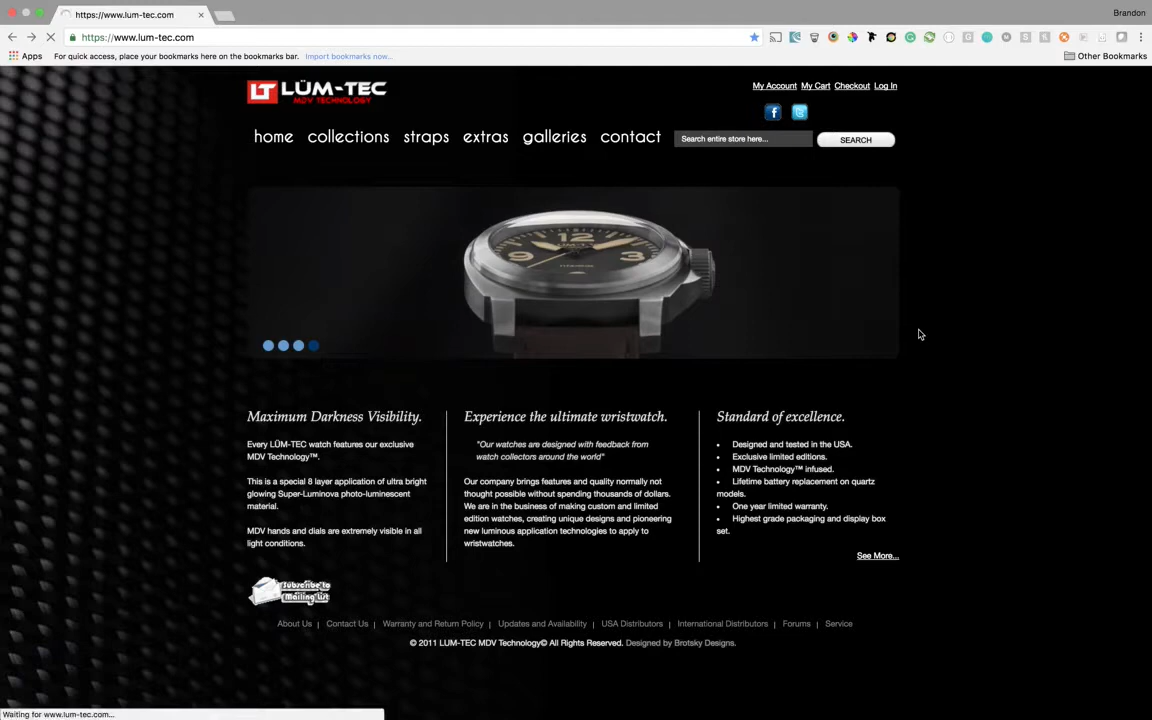 https://www.lum-tec.com
Brandon
https://www.lum-tec.com
Apps
For quick access, place your bookmarks here on the bookmarks bar.
Import bookmarks now...
Other Bookmarks
LT LÜM-TEC
MDV TECHNOLOGY
My Account My Cart Checkout Log In
home collections straps extras galleries contact
Search entire store here...
SEARCH
12
9
3
Maximum Darkness Visibility.
Every LÜM-TEC watch features our exclusive
MDV Technology™.
This is a special 8 layer application of ultra bright
glowing Super-Luminova photo-luminescent
material.
MDV hands and dials are extremely visible in all
light conditions.
Experience the ultimate wristwatch.
"Our watches are designed with feedback from
watch collectors around the world"
Our company brings features and quality normally not
thought possible without spending thousands of dollars.
We are in the business of making custom and limited
edition watches, creating unique designs and pioneering
new luminous application technologies to apply to
wristwatches.
Standard of excellence.
• Designed and tested in the USA.
• Exclusive limited editions.
• MDV Technology™ infused.
• Lifetime battery replacement on quartz
models.
• One year limited warranty.
• Highest grade packaging and display box
set.
See More...
Subscribe to
Mailing List
About Us | Contact Us | Warranty and Return Policy | Updates and Availability | USA Distributors | International Distributors | Forums | Service
© 2011 LUM-TEC MDV Technology© All Rights Reserved. Designed by Brotsky Designs.
Waiting for www.lum-tec.com...